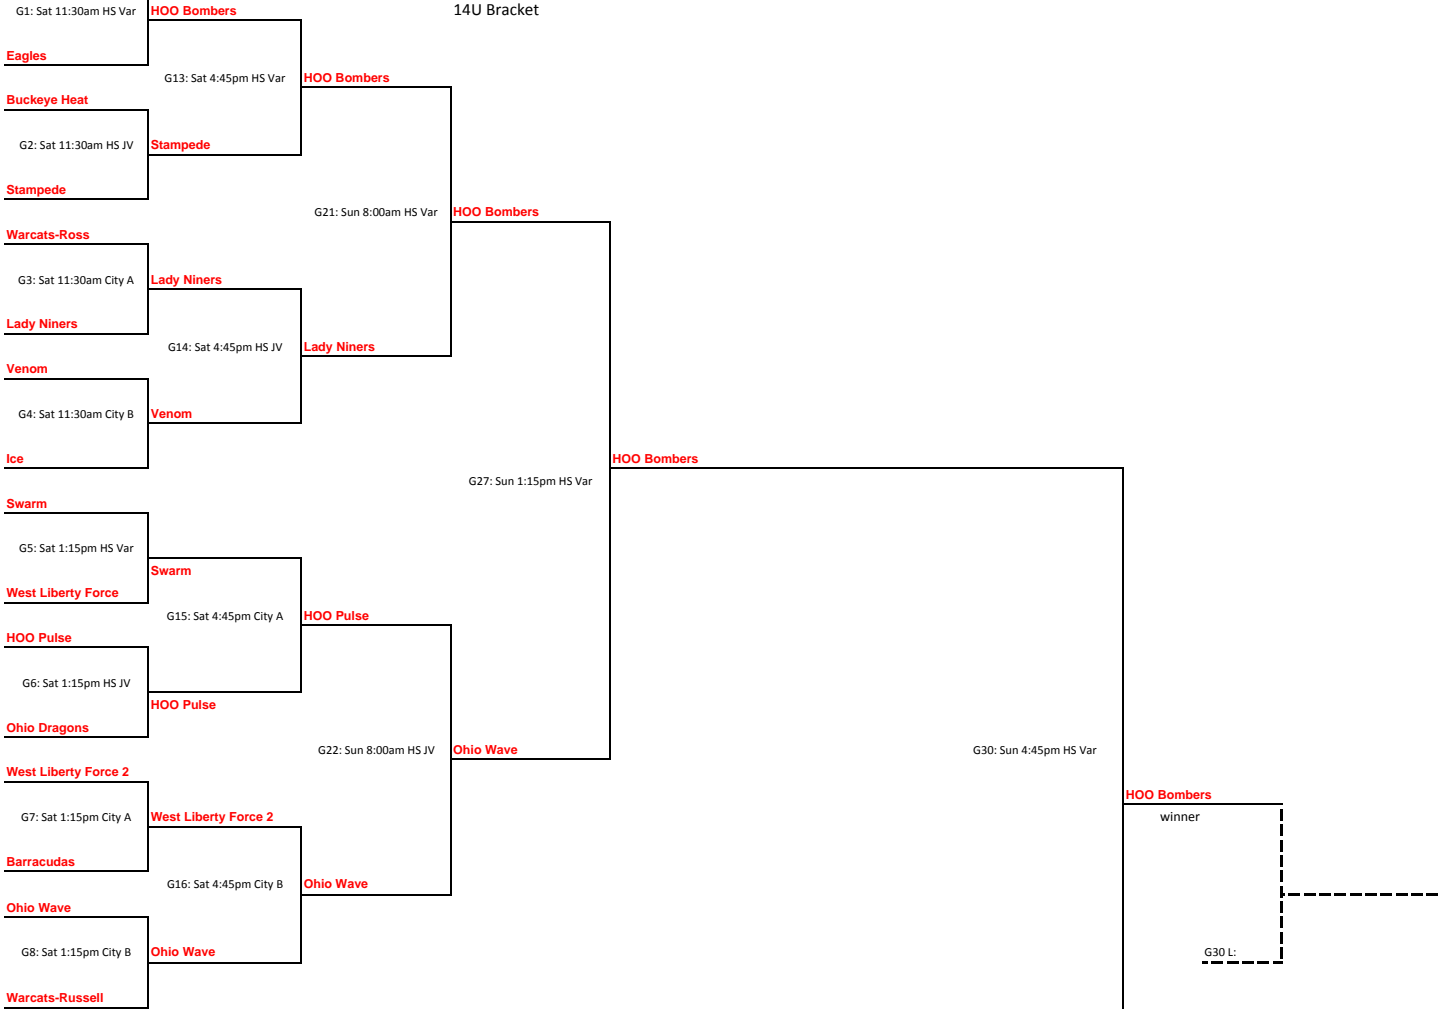 G1: Sat 11:30am HS Var
HOO Bombers
14U Bracket
Eagles
G13: Sat 4:45pm HS Var
HOO Bombers
Buckeye Heat
G2: Sat 11:30am HS JV
Stampede
Stampede
G21: Sun 8:00am HS Var
HOO Bombers
Warcats-Ross
G3: Sat 11:30am City A
Lady Niners
Lady Niners
G14: Sat 4:45pm HS JV
Lady Niners
Venom
G4: Sat 11:30am City B
Venom
Ice
HOO Bombers
G27: Sun 1:15pm HS Var
Swarm
G5: Sat 1:15pm HS Var
Swarm
West Liberty Force
G15: Sat 4:45pm City A
HOO Pulse
HOO Pulse
G6: Sat 1:15pm HS JV
HOO Pulse
Ohio Dragons
G22: Sun 8:00am HS JV
Ohio Wave
G30: Sun 4:45pm HS Var
West Liberty Force 2
HOO Bombers
winner
G7: Sat 1:15pm City A
West Liberty Force 2
Barracudas
G16: Sat 4:45pm City B
Ohio Wave
Ohio Wave
G8: Sat 1:15pm City B
Ohio Wave
G30 L:
Warcats-Russell